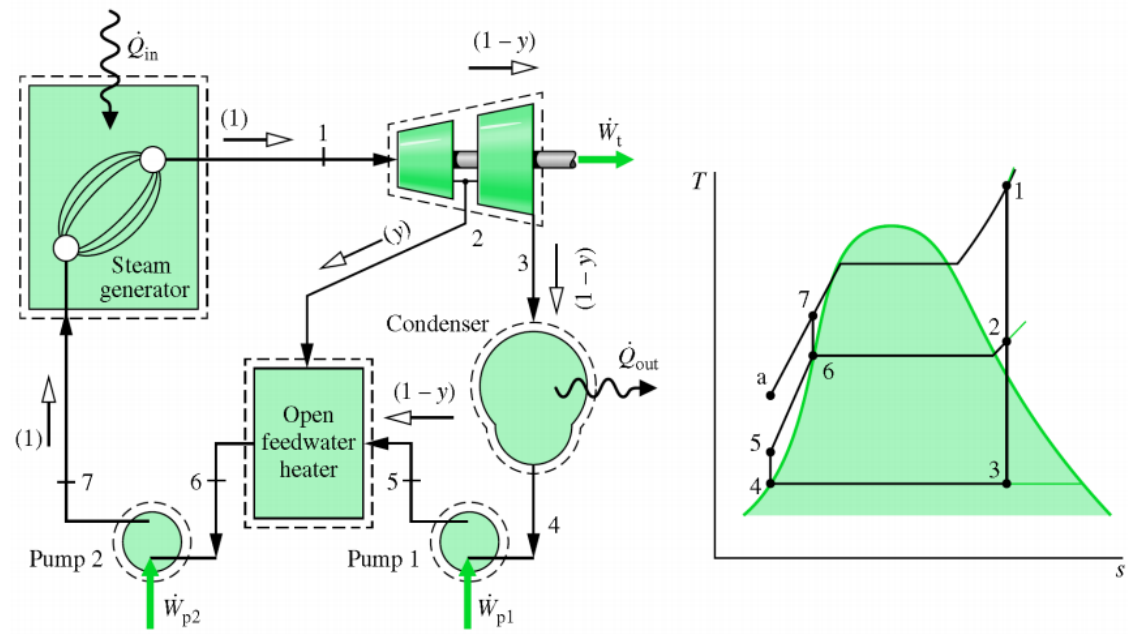 Q̇in
(1 – y)
(1)
1
Ẇt
(y)
2
3
(1 – y)
Steam
generator
Condenser
Q̇out
(1 – y)
Open
feedwater
heater
(1)
7
6
5
4
Pump 2
Pump 1
Ẇp2
Ẇp1
T
1
7
2
6
a
5
4
3
s